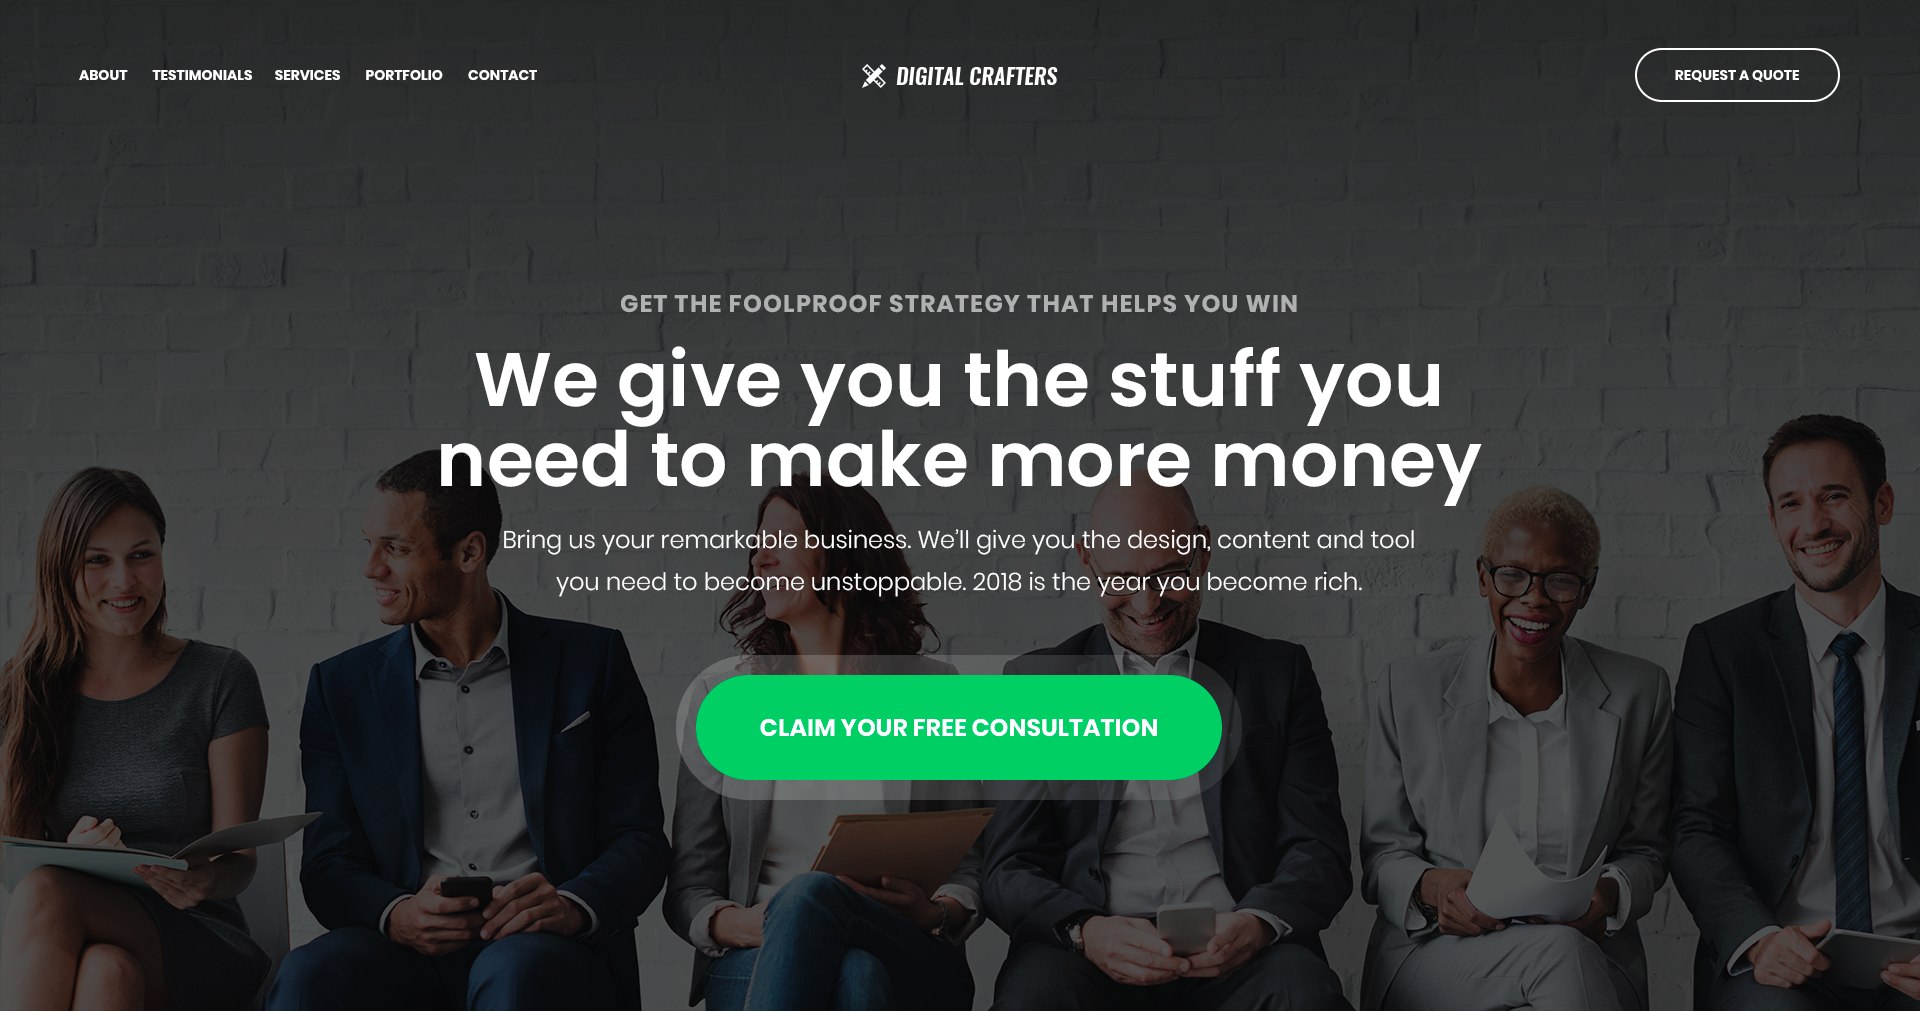 ABOUT TESTIMONIALS SERVICES PORTFOLIO CONTACT
DIGITAL CRAFTERS
REQUEST A QUOTE
GET THE FOOLPROOF STRATEGY THAT HELPS YOU WIN
We give you the stuff you
need to make more money
Bring us your remarkable business. We’ll give you the design, content and tool
you need to become unstoppable. 2018 is the year you become rich.
CLAIM YOUR FREE CONSULTATION